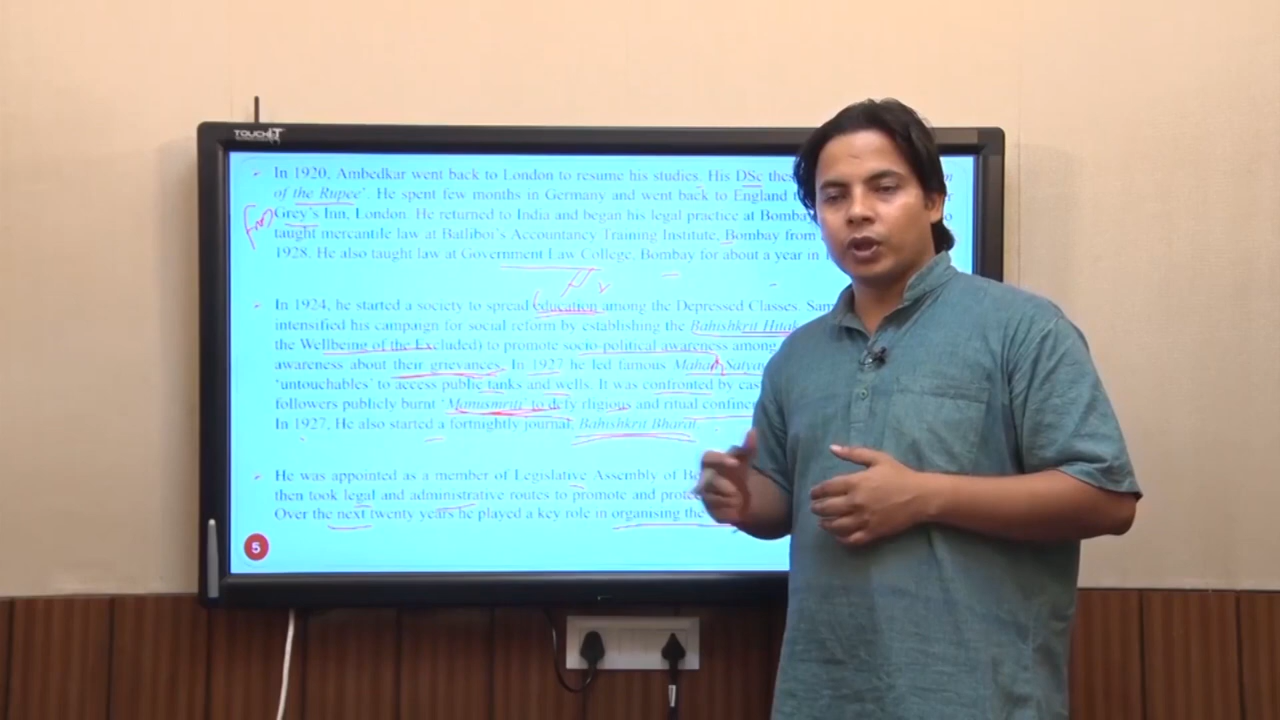 TOUCHIT
In 1920, Ambedkar went back to London to resume his studies. His DSc
of the Rupee'. He spent few months in Germany and went back to England
Grey's Inn, London. He returned to India and began his legal practice at Bombay
taught mercantile law at Batliboi's Accountancy Training Institute, Bombay from
1928. He also taught law at Government Law College, Bombay for about a year in
In 1924, he started a society to spread education among the Depressed Classes.
intensified his campaign for social reform by establishing the Bahishkrit
the Wellbeing of the Excluded) to promote socio-political awareness among
awareness about their grievances. In 1927 he led famous
'untouchables' to access public tanks and wells. It was confronted by
followers publicly burnt 'Manusmriti' to defy rligious and ritual
In 1927, He also started a fortnightly journal, Bahishkrit Bharat.
He was appointed as a member of Legislative Assembly of
then took legal and administrative routes to promote and
Over the next twenty years he played a key role in organising the
5